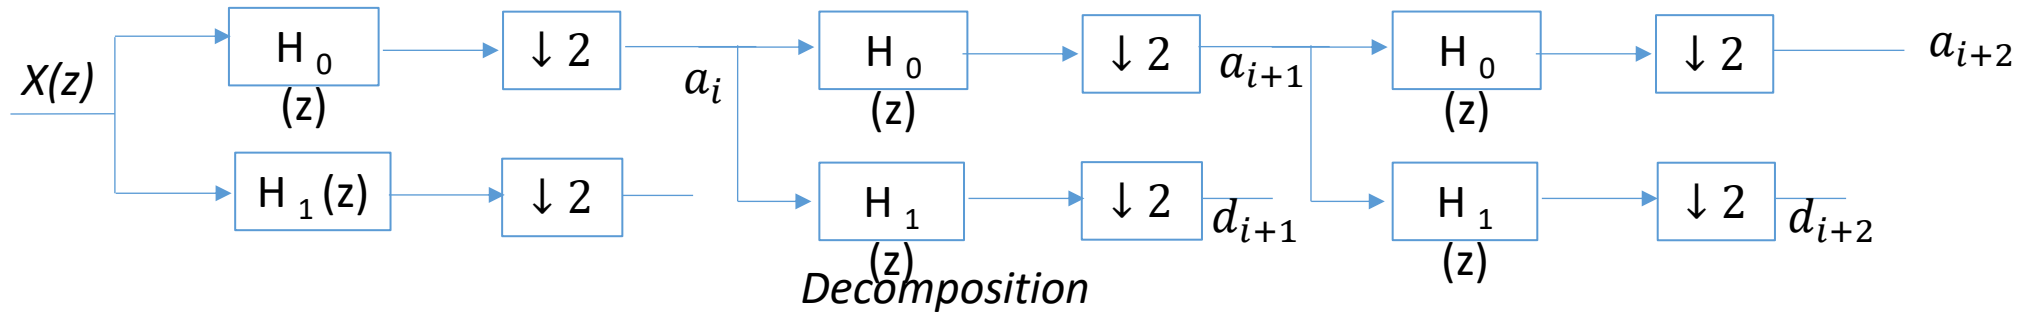 H 0 (z)
↓ 2
H 0 (z)
↓ 2
H 0 (z)
↓ 2
X(z)
a_i
a_{i+1}
a_{i+2}
H 1 (z)
↓ 2
H 1 (z)
↓ 2
d_{i+1}
H 1 (z)
↓ 2
d_{i+2}
Decomposition